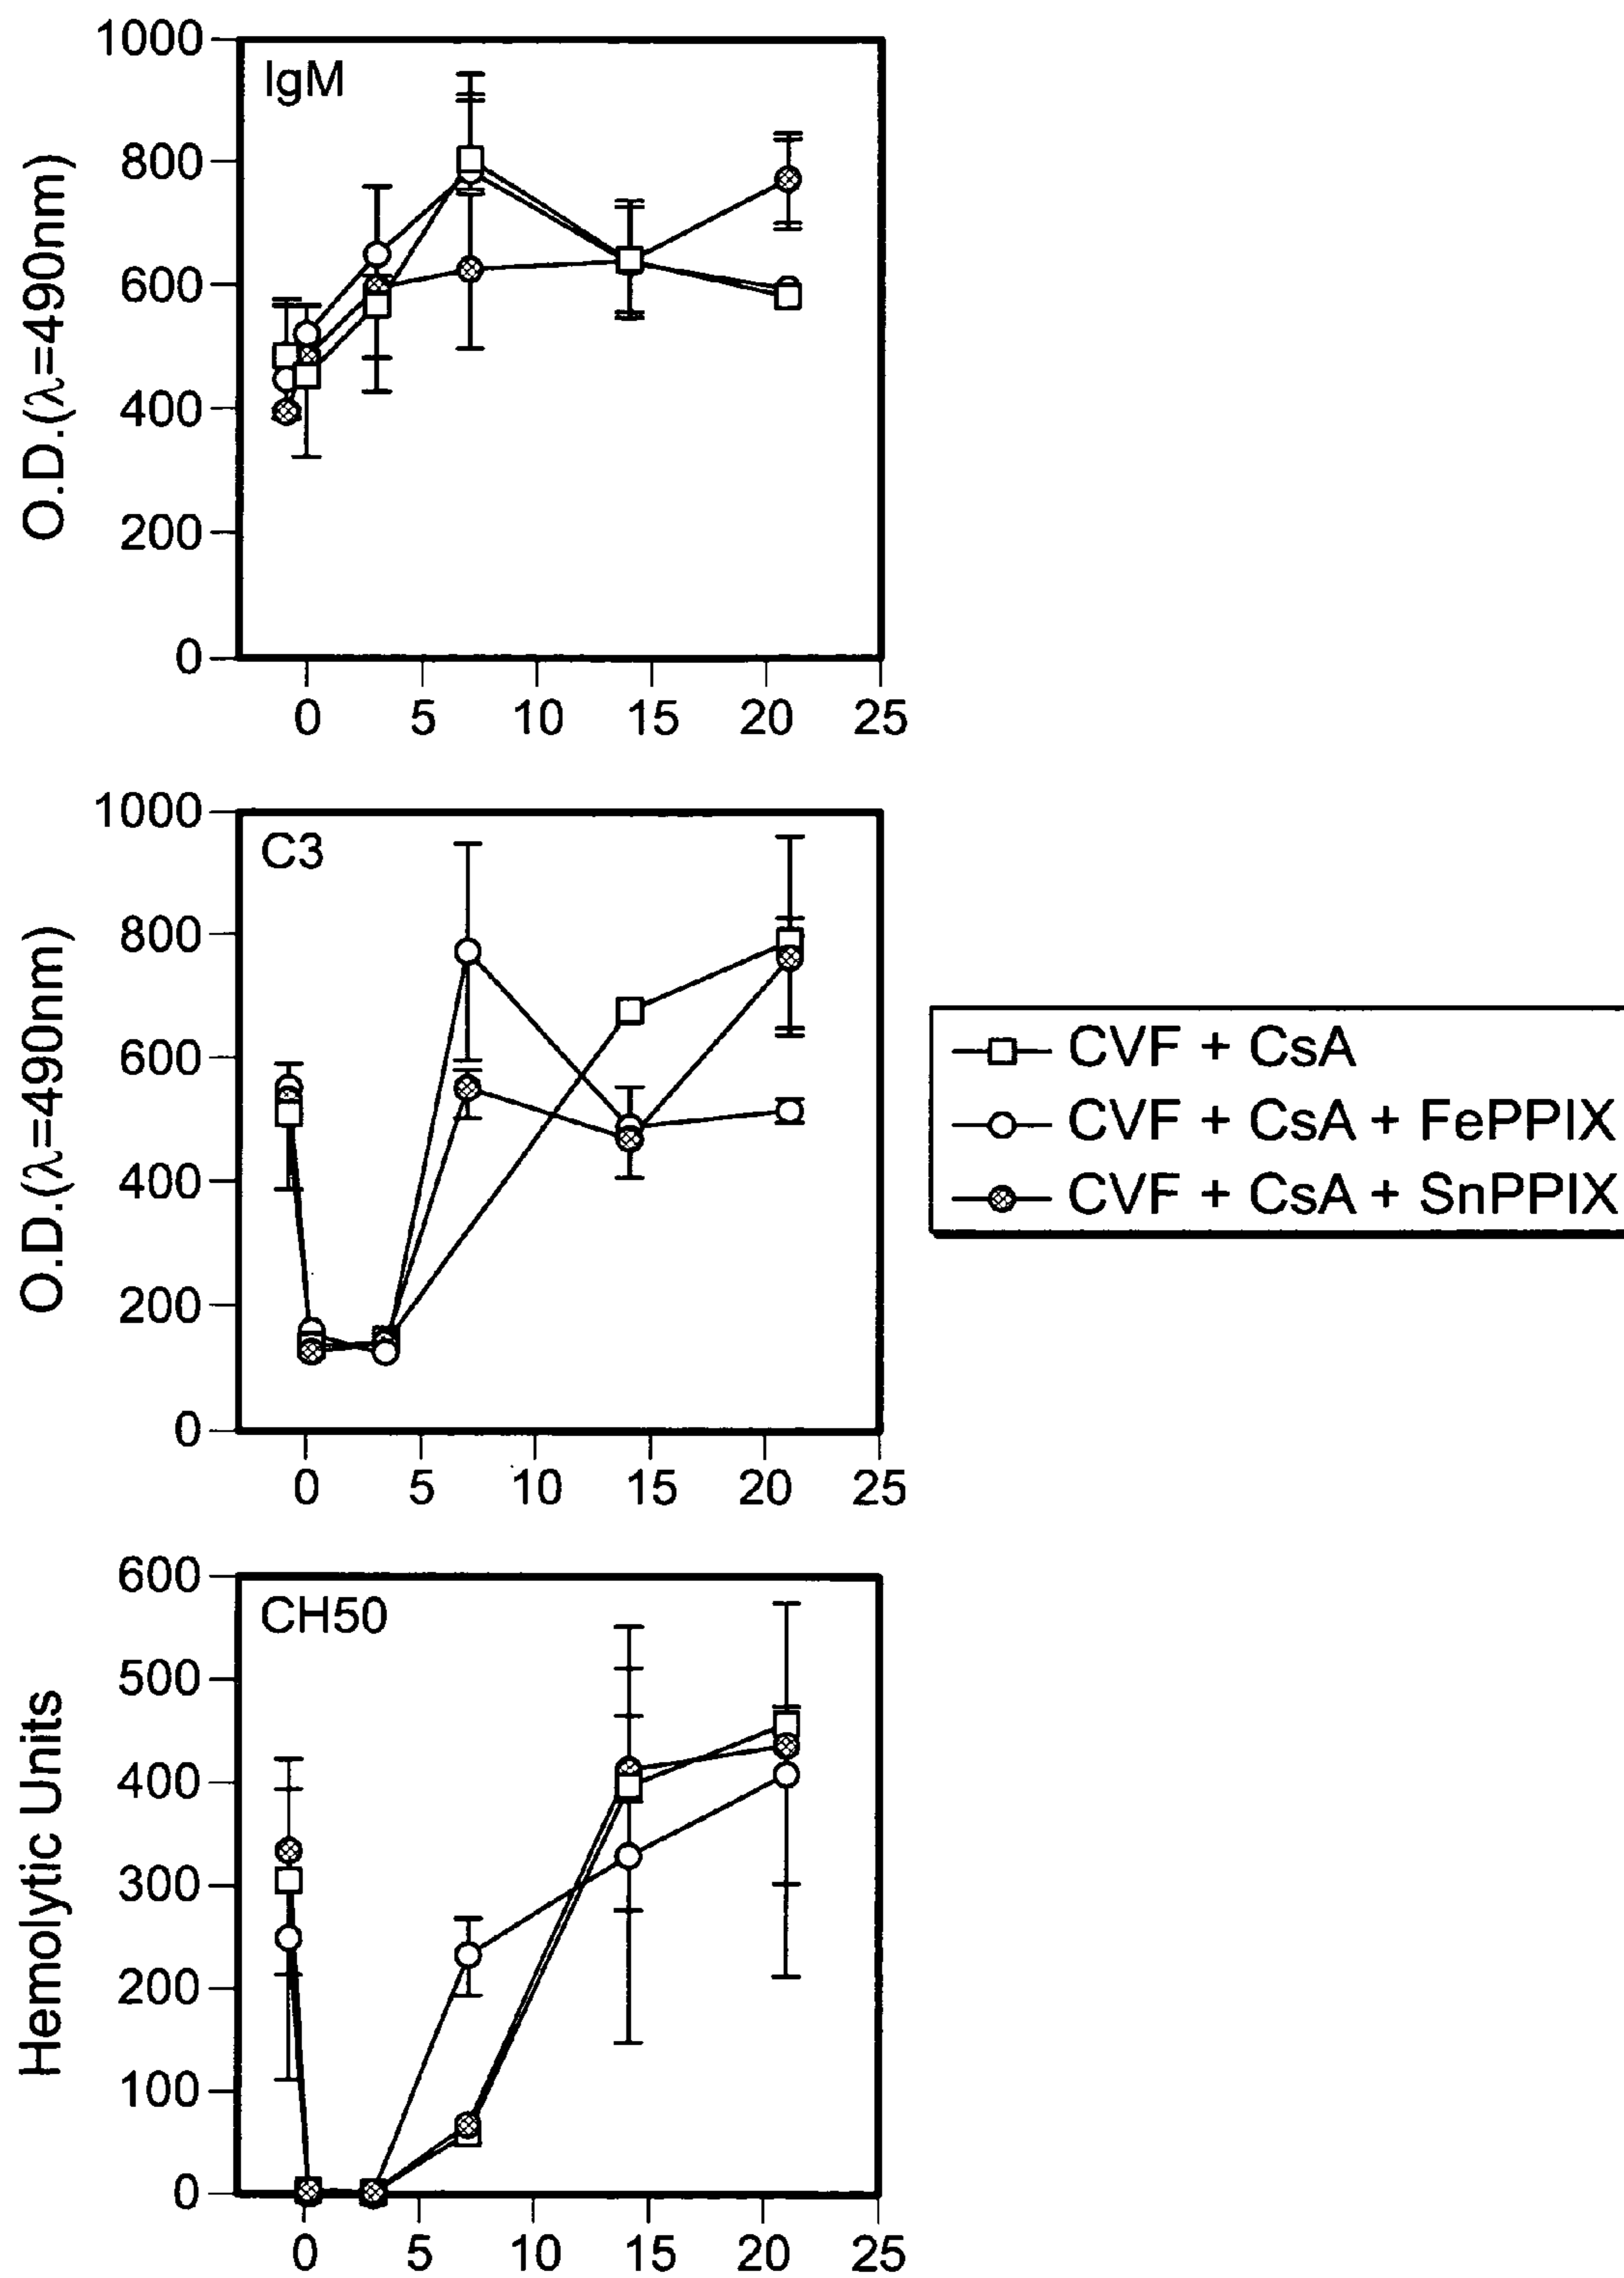 IgM
O.D.(λ=490nm)
1000
800
600
400
200
0
0 5 10 15 20 25
C3
O.D.(λ=490nm)
1000
800
600
400
200
0
0 5 10 15 20 25
CVF + CsA
CVF + CsA + FePPIX
CVF + CsA + SnPPIX
CH50
Hemolytic Units
600
500
400
300
200
100
0
0 5 10 15 20 25